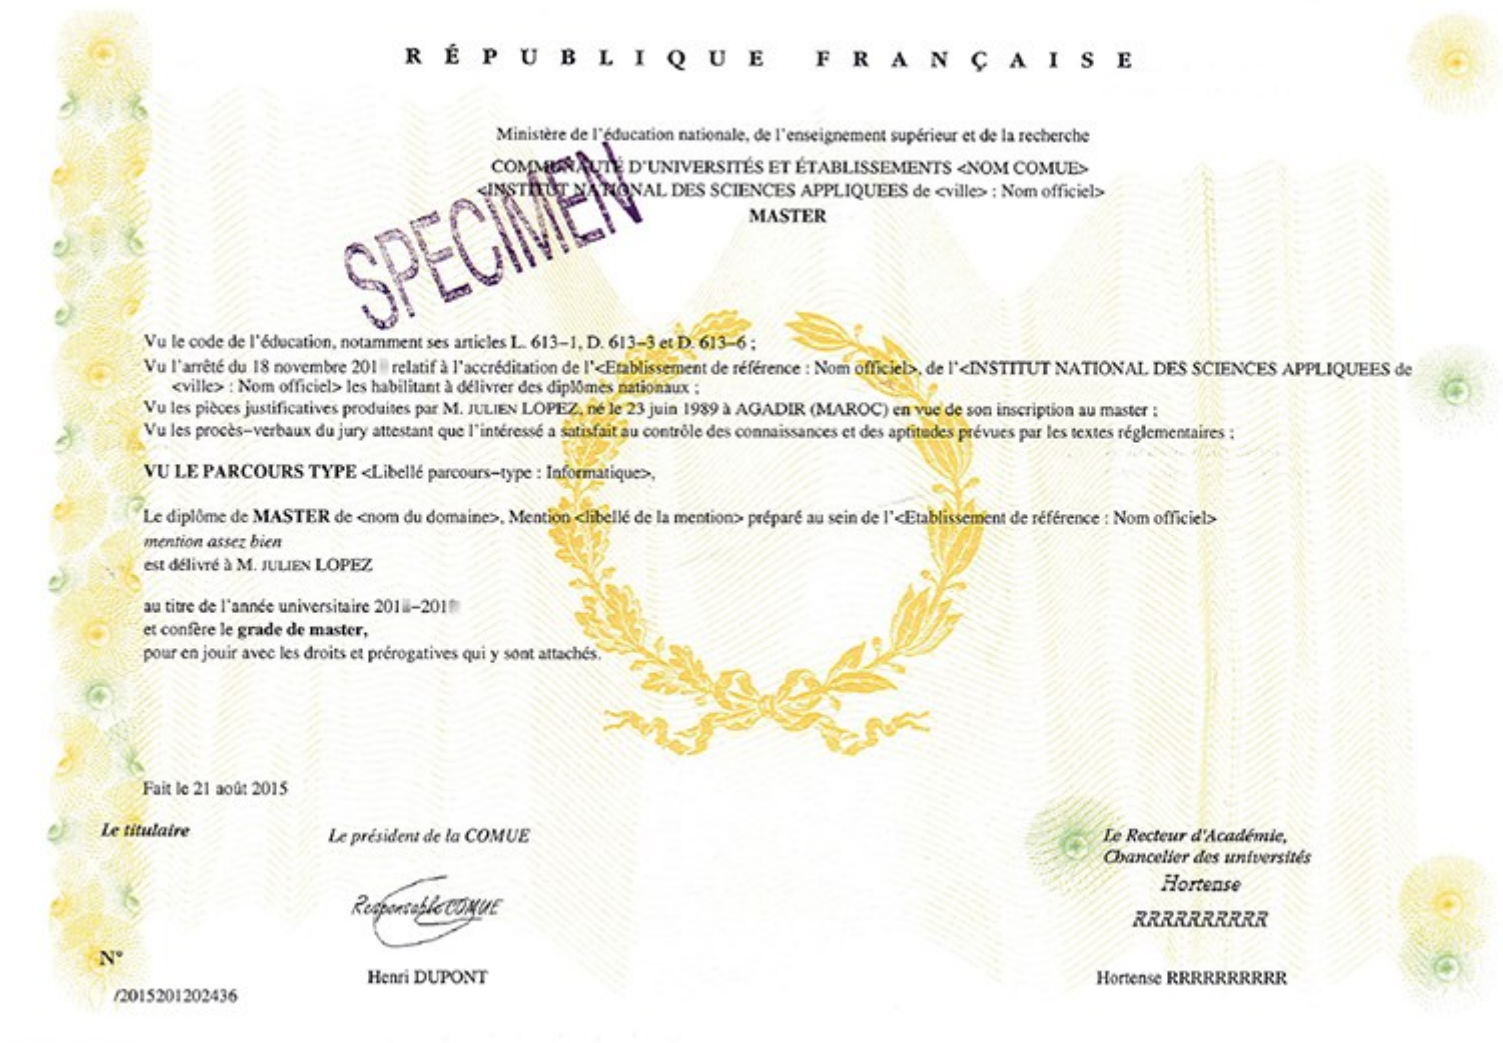 RÉPUBLIQUE FRANÇAISE
Ministère de l'éducation nationale, de l'enseignement supérieur et de la recherche
COMMUNAUTÉ D'UNIVERSITÉS ET ÉTABLISSEMENTS <NOM COMUE>
<INSTITUT NATIONAL DES SCIENCES APPLIQUEES de <ville> : Nom officiel>
MASTER
SPECIMEN
Vu le code de l'éducation, notamment ses articles L. 613-1, D. 613-3 et D. 613-6 ;
Vu l'arrêté du 18 novembre 201 relatif à l'accréditation de l'<Etablissement de référence : Nom officiel>, de l'<INSTITUT NATIONAL DES SCIENCES APPLIQUEES de
<ville> : Nom officiel> les habilitant à délivrer des diplômes nationaux ;
Vu les pièces justificatives produites par M. JULIEN LOPEZ, né le 23 juin 1989 à AGADIR (MAROC) en vue de son inscription au master ;
Vu les procès-verbaux du jury attestant que l'intéressé a satisfait au contrôle des connaissances et des aptitudes prévues par les textes réglementaires ;
VU LE PARCOURS TYPE <Libellé parcours-type : Informatique>,
Le diplôme de MASTER de <nom du domaine>, Mention <libellé de la mention> préparé au sein de l'<Etablissement de référence : Nom officiel>
mention assez bien
est délivré à M. JULIEN LOPEZ
au titre de l'année universitaire 201-201
et confère le grade de master,
pour en jouir avec les droits et prérogatives qui y sont attachés.
Fait le 21 août 2015
Le titulaire
Le président de la COMUE
Le Recteur d'Académie,
Chancelier des universités
Hortense
RRRRRRRRRR
Responsable COMUE
Henri DUPONT
Hortense RRRRRRRRRR
N°
/2015201202436